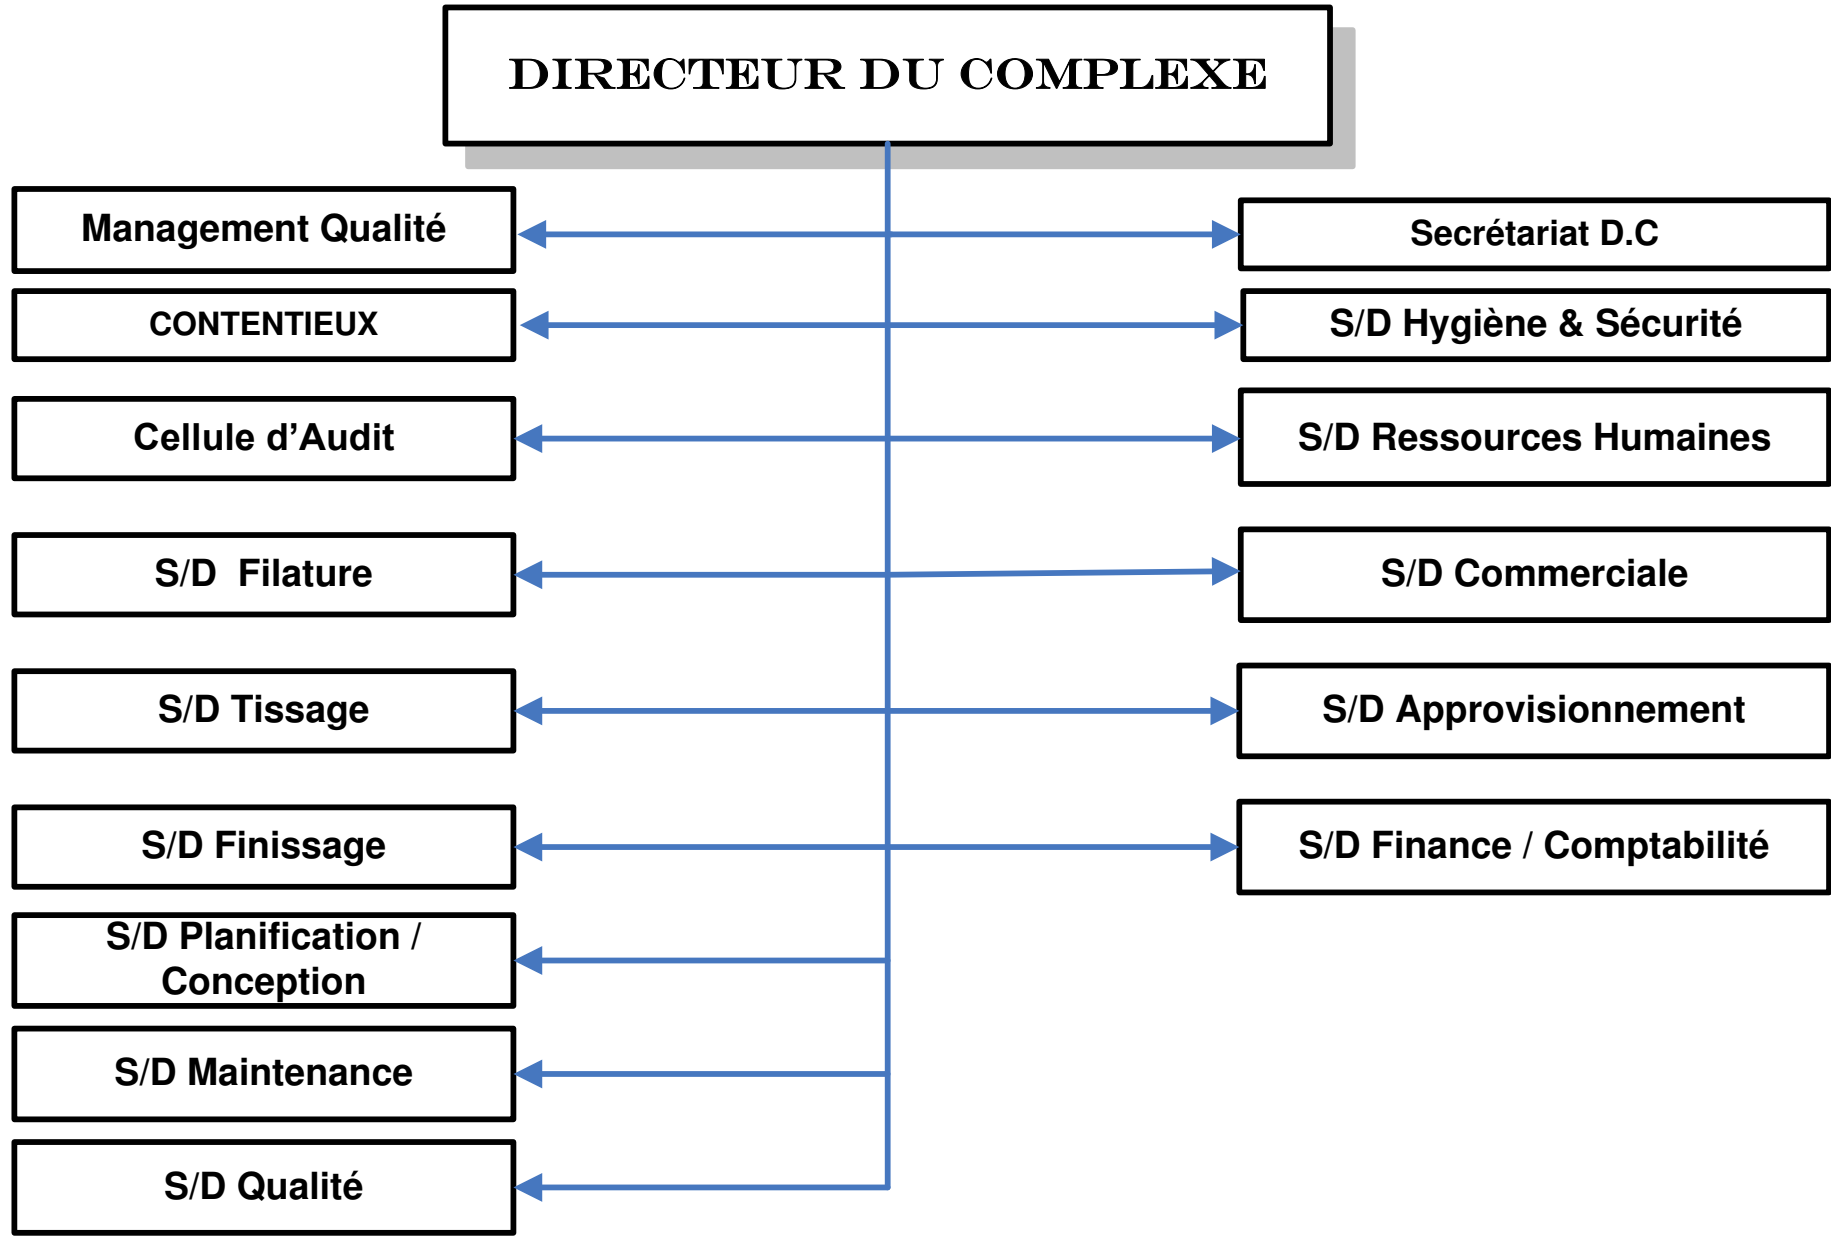 DIRECTEUR DU COMPLEXE
Management Qualité
Secrétariat D.C
CONTENTIEUX
S/D Hygiène & Sécurité
Cellule d’Audit
S/D Ressources Humaines
S/D  Filature
S/D Commerciale
S/D Tissage
S/D Approvisionnement
S/D Finissage
S/D Finance / Comptabilité
S/D Planification /
Conception
S/D Maintenance
S/D Qualité